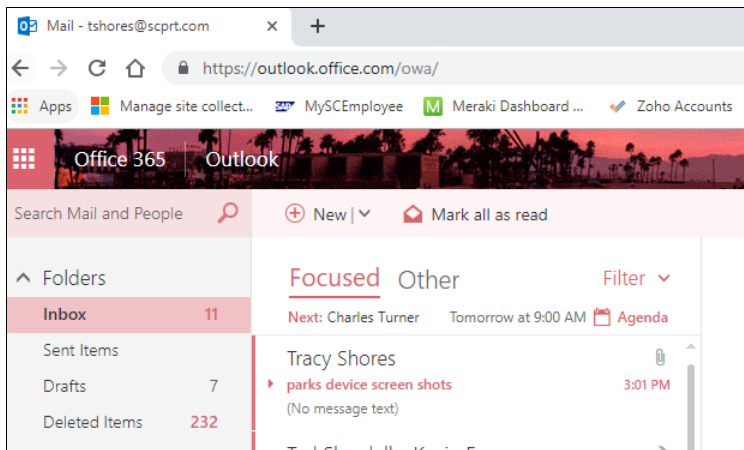 Mail - tshores@scprt.com
https://outlook.office.com/owa/
Apps Manage site collect... SAP MySCEmployee M Meraki Dashboard ... Zoho Accounts
Office 365 Outlook
Search Mail and People New Mark all as read
Folders
Inbox 11
Sent Items
Drafts 7
Deleted Items 232
Focused Other Filter
Next: Charles Turner Tomorrow at 9:00 AM Agenda
Tracy Shores
parks device screen shots 3:01 PM
(No message text)